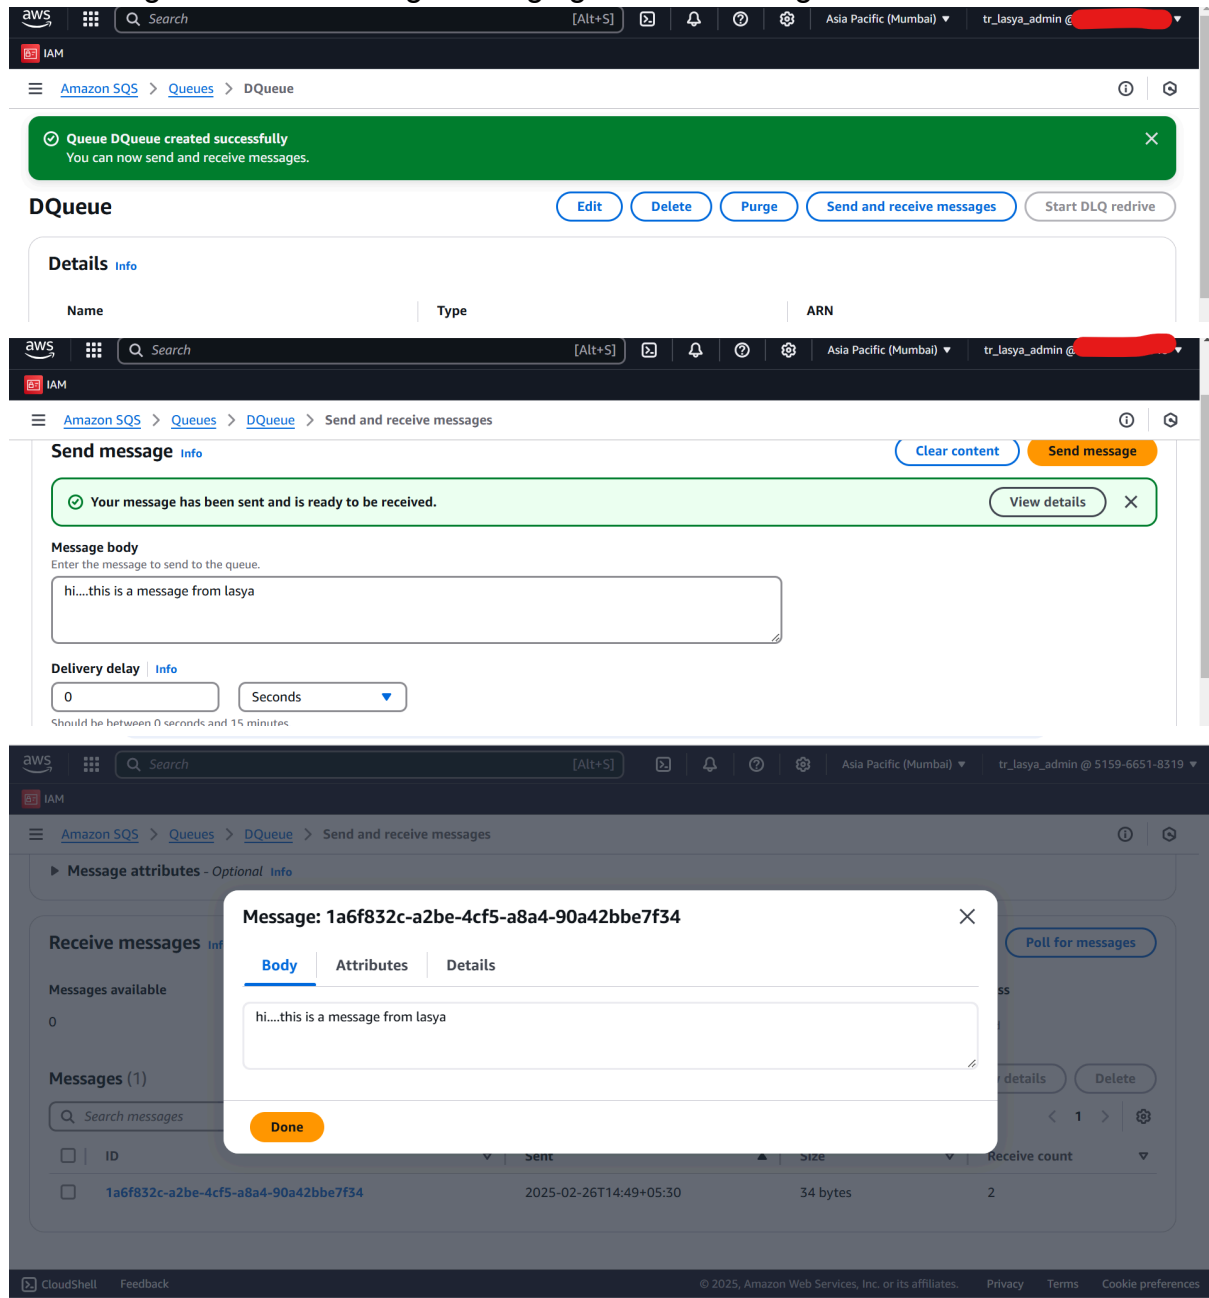 aws
Search
[Alt+S]
Asia Pacific (Mumbai)
tr_lasya_admin @
IAM
Amazon SQS > Queues > DQueue
Queue DQueue created successfully
You can now send and receive messages.
DQueue
Edit
Delete
Purge
Send and receive messages
Start DLQ redrive
Details Info
Name
Type
ARN
aws
Search
[Alt+S]
Asia Pacific (Mumbai)
tr_lasya_admin @
IAM
Amazon SQS > Queues > DQueue > Send and receive messages
Send message Info
Clear content
Send message
Your message has been sent and is ready to be received.
View details
Message body
Enter the message to send to the queue.
hi....this is a message from lasya
Delivery delay Info
0
Seconds
Should be between 0 seconds and 15 minutes.
aws
Search
[Alt+S]
Asia Pacific (Mumbai)
tr_lasya_admin @ 5159-6651-8319
IAM
Amazon SQS > Queues > DQueue > Send and receive messages
Message attributes - Optional Info
Message: 1a6f832c-a2be-4cf5-a8a4-90a42bbe7f34
Receive messages
Poll for messages
Body
Attributes
Details
Messages available
0
hi....this is a message from lasya
Messages (1)
details
Delete
Search messages
1
Done
ID
Sent
Size
Receive count
1a6f832c-a2be-4cf5-a8a4-90a42bbe7f34
2025-02-26T14:49+05:30
34 bytes
2
CloudShell
Feedback
© 2025, Amazon Web Services, Inc. or its affiliates.
Privacy
Terms
Cookie preferences